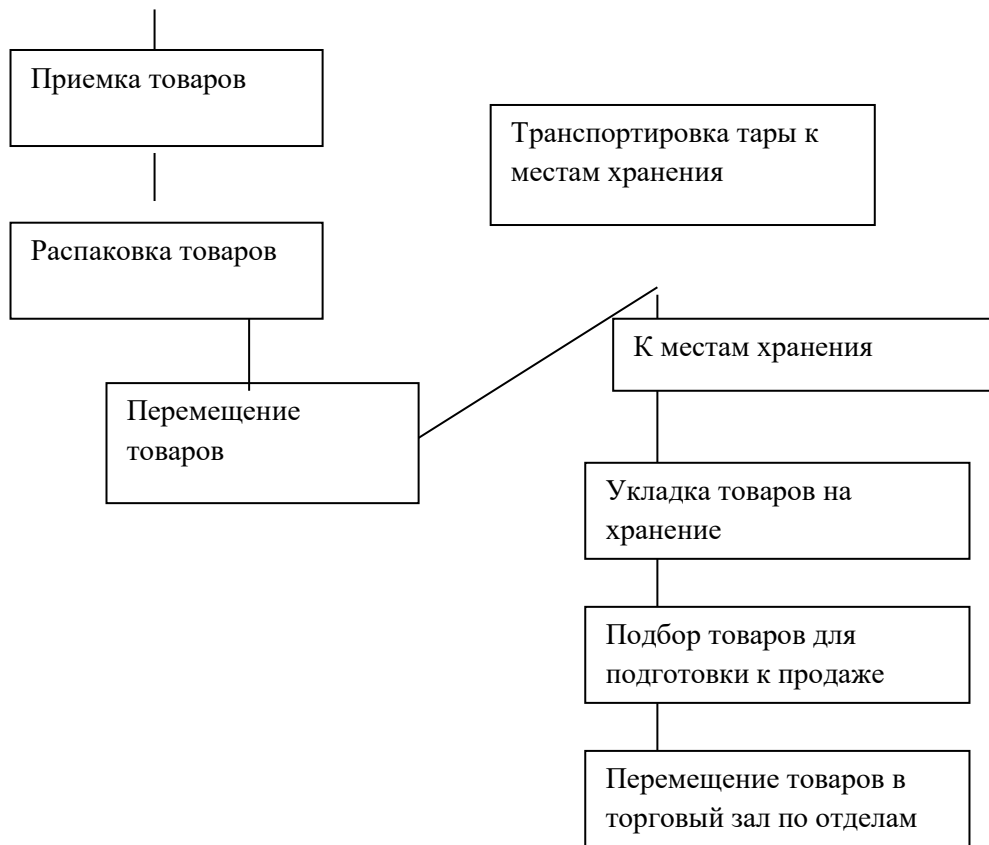 Приемка товаров
Транспортировка тары к
местам хранения
Распаковка товаров
К местам хранения
Перемещение
товаров
Укладка товаров на
хранение
Подбор товаров для
подготовки к продаже
Перемещение товаров в
торговый зал по отделам